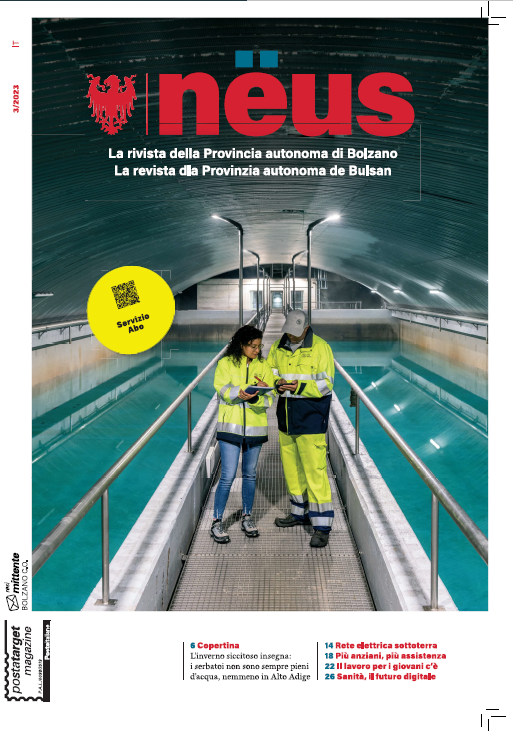 IT
3/2023
nëus
La rivista della Provincia autonoma di Bolzano
La revista dla Provinzia autonoma de Bulsan
Servizio
Abo
mittente
BOLZANO C.P.O.
postatarget
magazine
Posteitaliane
6 Copertina
L'inverno siccitoso insegna:
i serbatoi non sono sempre pieni
d'acqua, nemmeno in Alto Adige
14 Rete elettrica sottoterra
18 Più anziani, più assistenza
22 Il lavoro per i giovani c'è
26 Sanità, il futuro digitale